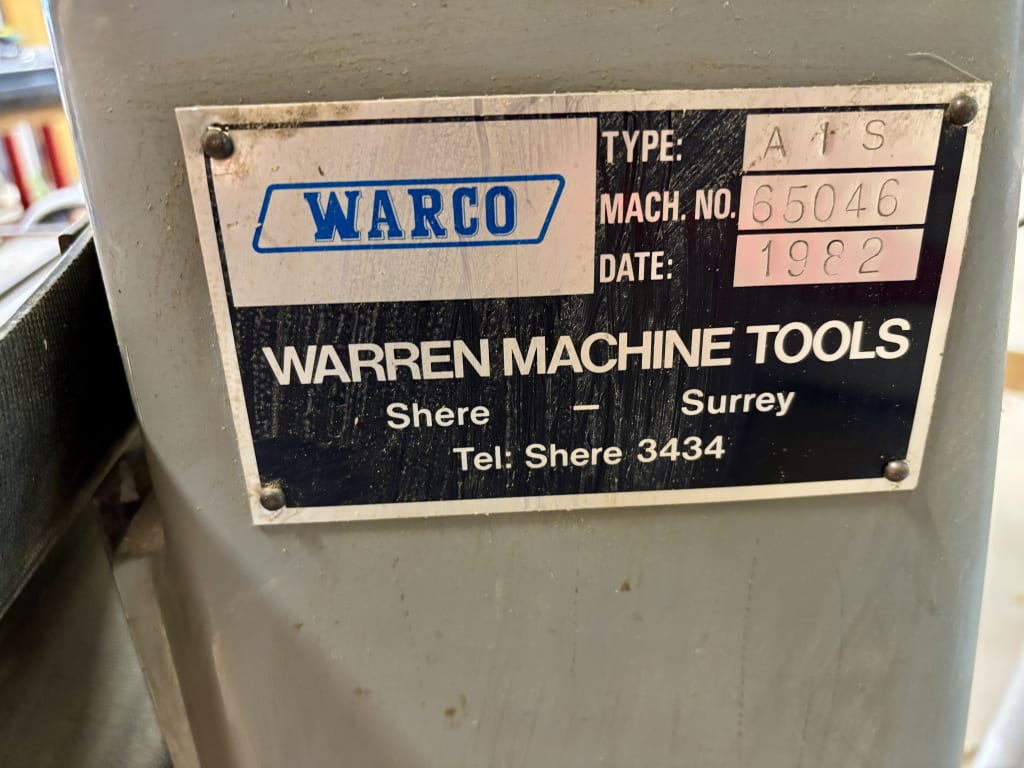 WARCO
TYPE: A1S
MACH. NO. 65046
DATE: 1982
WARREN MACHINE TOOLS
Shere — Surrey
Tel: Shere 3434